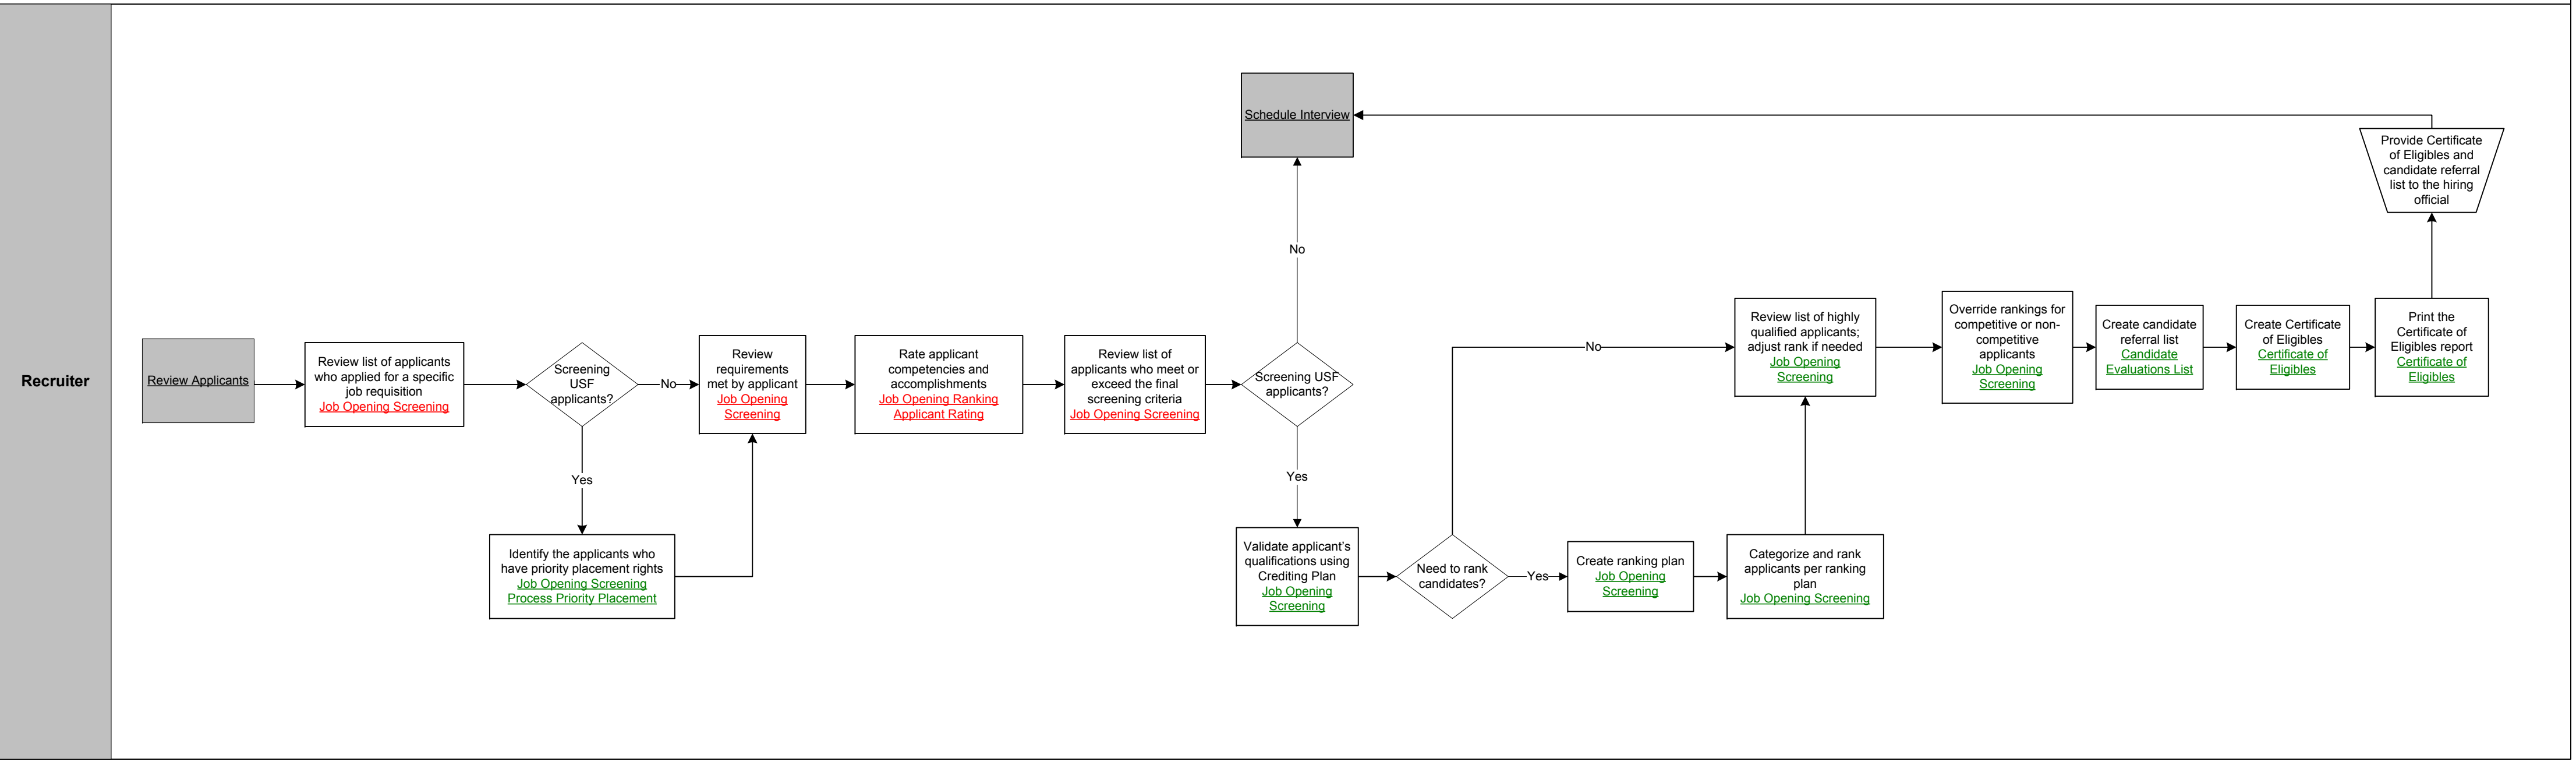 Recruiter
Review Applicants
Review list of applicants
who applied for a specific
job requisition
Job Opening Screening
Screening
USF
applicants?
No
Yes
Identify the applicants who
have priority placement rights
Job Opening Screening
Process Priority Placement
Review
requirements
met by applicant
Job Opening
Screening
Rate applicant
competencies and
accomplishments
Job Opening Ranking
Applicant Rating
Review list of
applicants who meet or
exceed the final
screening criteria
Job Opening Screening
Screening USF
applicants?
No
Schedule Interview
Yes
Validate applicant's
qualifications using
Crediting Plan
Job Opening
Screening
Need to rank
candidates?
No
Yes
Create ranking plan
Job Opening
Screening
Categorize and rank
applicants per ranking
plan
Job Opening Screening
Review list of highly
qualified applicants;
adjust rank if needed
Job Opening
Screening
Override rankings for
competitive or non-
competitive
applicants
Job Opening
Screening
Create candidate
referral list
Candidate
Evaluations List
Create Certificate
of Eligibles
Certificate of
Eligibles
Print the
Certificate of
Eligibles report
Certificate of
Eligibles
Provide Certificate
of Eligibles and
candidate referral
list to the hiring
official